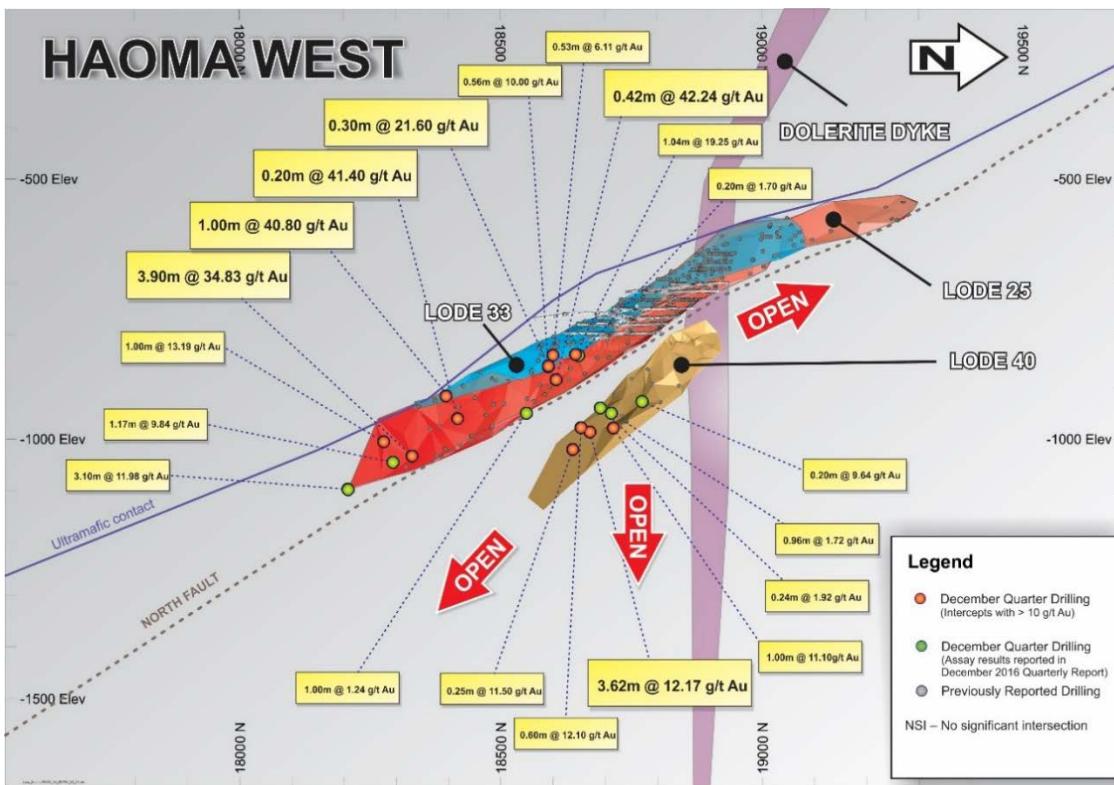 HAOMA WEST
18000 N
18500 N
19000 N
19500 N
N
0.53m @ 6.11 g/t Au
0.56m @ 10.00 g/t Au
0.42m @ 42.24 g/t Au
0.30m @ 21.60 g/t Au
1.04m @ 19.25 g/t Au
DOLERITE DYKE
0.20m @ 41.40 g/t Au
0.20m @ 1.70 g/t Au
-500 Elev
-500 Elev
1.00m @ 40.80 g/t Au
3.90m @ 34.83 g/t Au
LODE 33
LODE 25
OPEN
1.00m @ 13.19 g/t Au
LODE 40
1.17m @ 9.84 g/t Au
-1000 Elev
-1000 Elev
3.10m @ 11.98 g/t Au
0.20m @ 9.64 g/t Au
Ultramafic contact
OPEN
OPEN
0.96m @ 1.72 g/t Au
NORTH FAULT
0.24m @ 1.92 g/t Au
1.00m @ 11.10g/t Au
1.00m @ 1.24 g/t Au
0.25m @ 11.50 g/t Au
3.62m @ 12.17 g/t Au
-1500 Elev
0.60m @ 12.10 g/t Au
18000 N
18500 N
19000 N
Legend
December Quarter Drilling
(Intercepts with > 10 g/t Au)
December Quarter Drilling
(Assay results reported in
December 2016 Quarterly Report)
Previously Reported Drilling
NSI – No significant intersection